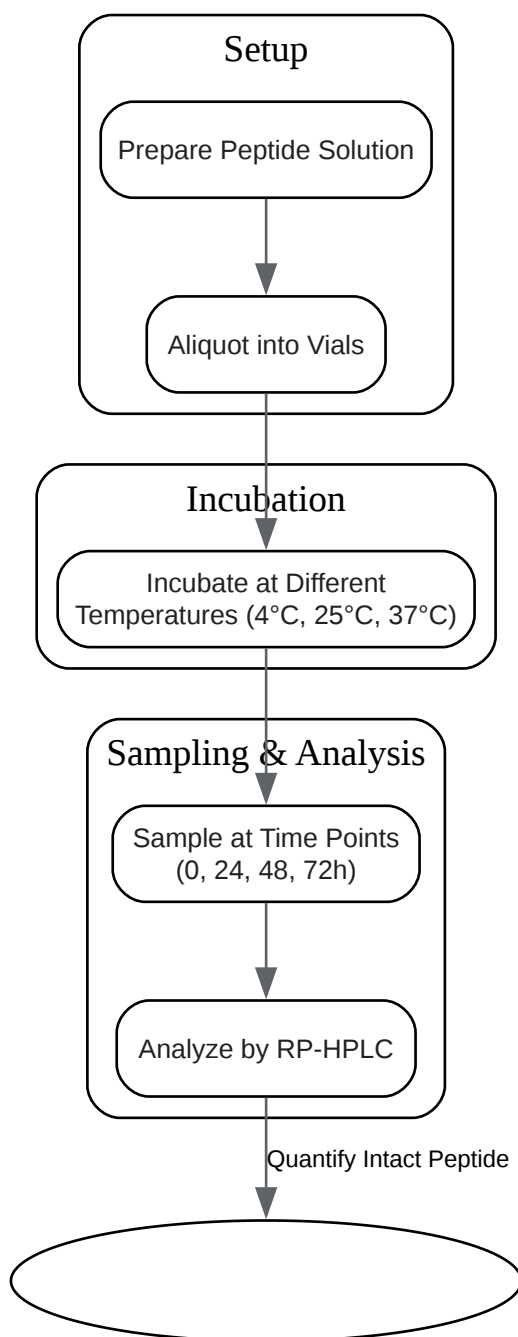 Setup
Prepare Peptide Solution
Aliquot into Vials
Incubation
Incubate at Different
Temperatures (4°C, 25°C, 37°C)
Sampling & Analysis
Sample at Time Points
(0, 24, 48, 72h)
Analyze by RP-HPLC
Quantify Intact Peptide